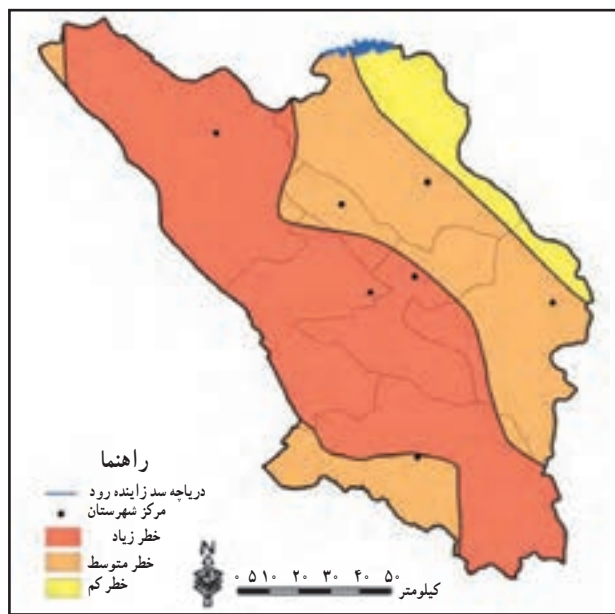 راهنما
دریاچه سد زاینده رود
مرکز شهرستان
خطر زیاد
خطر متوسط
خطر کم
N
۰ ۵ ۱۰ ۲۰ ۳۰ ۴۰ ۵۰
کیلومتر